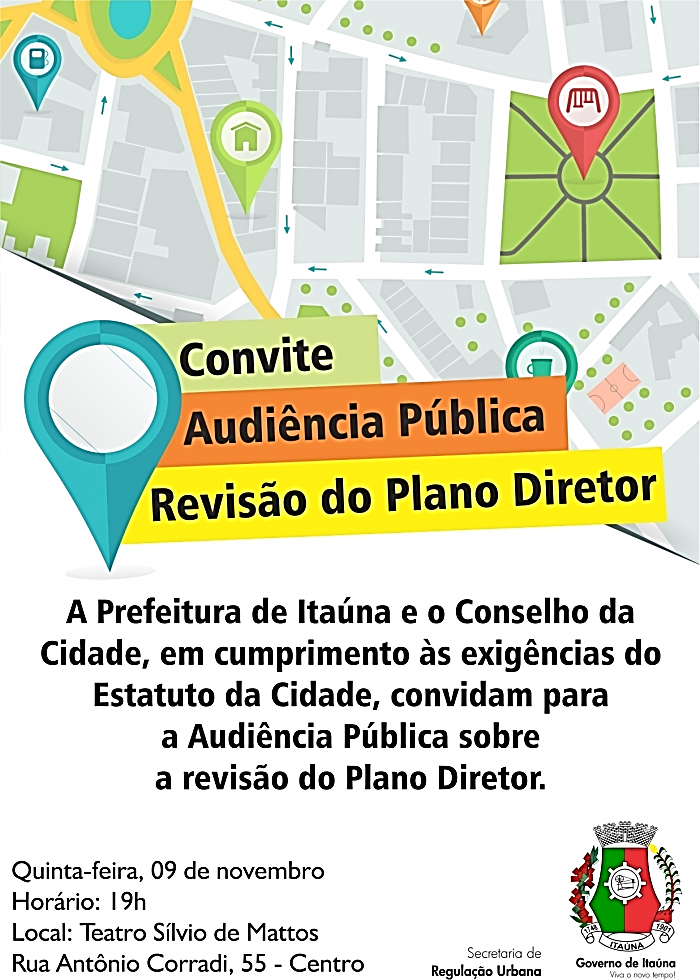 Convite
Audiência Pública
Revisão do Plano Diretor
A Prefeitura de Itaúna e o Conselho da
Cidade, em cumprimento às exigências do
Estatuto da Cidade, convidam para
a Audiência Pública sobre
a revisão do Plano Diretor.
Quinta-feira, 09 de novembro
Horário: 19h
Local: Teatro Sílvio de Mattos
Rua Antônio Corradi, 55 - Centro
Secretaria de
Regulação Urbana
1748 1901
ITAÚNA
Governo de Itaúna
Viva o novo tempo!